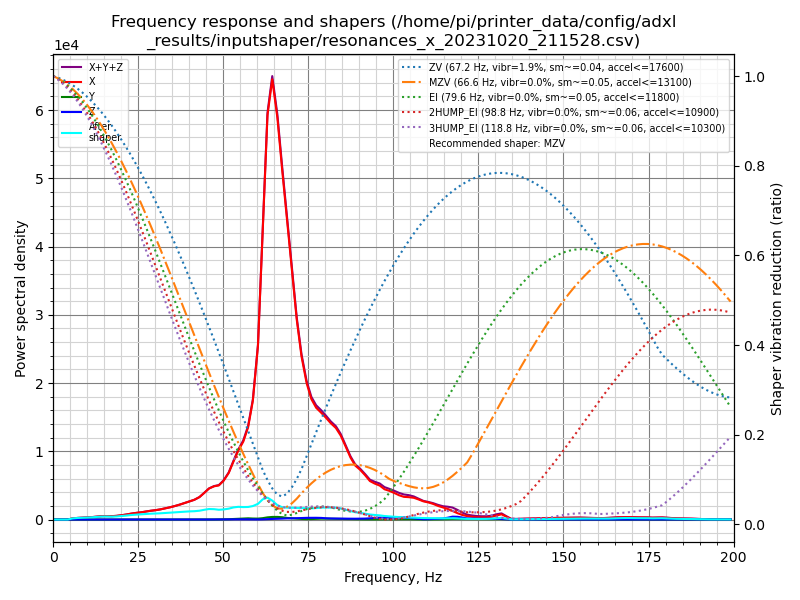 Frequency response and shapers (/home/pi/printer_data/config/adxl
_results/inputshaper/resonances_x_20231020_211528.csv)
1e4
X+Y+Z
X
Y
Z
After
shaper
ZV (67.2 Hz, vibr=1.9%, sm~=0.04, accel<=17600)
MZV (66.6 Hz, vibr=0.0%, sm~=0.05, accel<=13100)
EI (79.6 Hz, vibr=0.0%, sm~=0.05, accel<=11800)
2HUMP_EI (98.8 Hz, vibr=0.0%, sm~=0.06, accel<=10900)
3HUMP_EI (118.8 Hz, vibr=0.0%, sm~=0.06, accel<=10300)
Recommended shaper: MZV
Power spectral density
6
5
4
3
2
1
0
1.0
0.8
0.6
0.4
0.2
0.0
Shaper vibration reduction (ratio)
0 25 50 75 100 125 150 175 200
Frequency, Hz